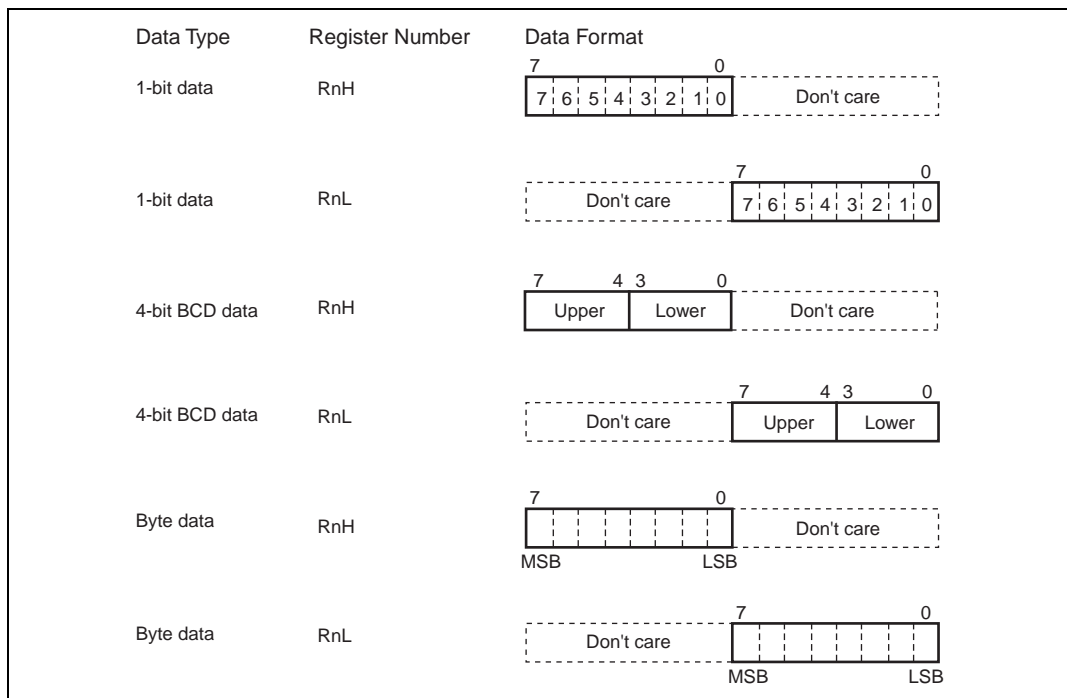 Data Type Register Number Data Format
7 0
1-bit data RnH 7 6 5 4 3 2 1 0 Don't care
7 0
1-bit data RnL Don't care 7 6 5 4 3 2 1 0
7 4 3 0
4-bit BCD data RnH Upper Lower Don't care
7 4 3 0
4-bit BCD data RnL Don't care Upper Lower
7 0
Byte data RnH Don't care
MSB LSB
7 0
Byte data RnL Don't care
MSB LSB